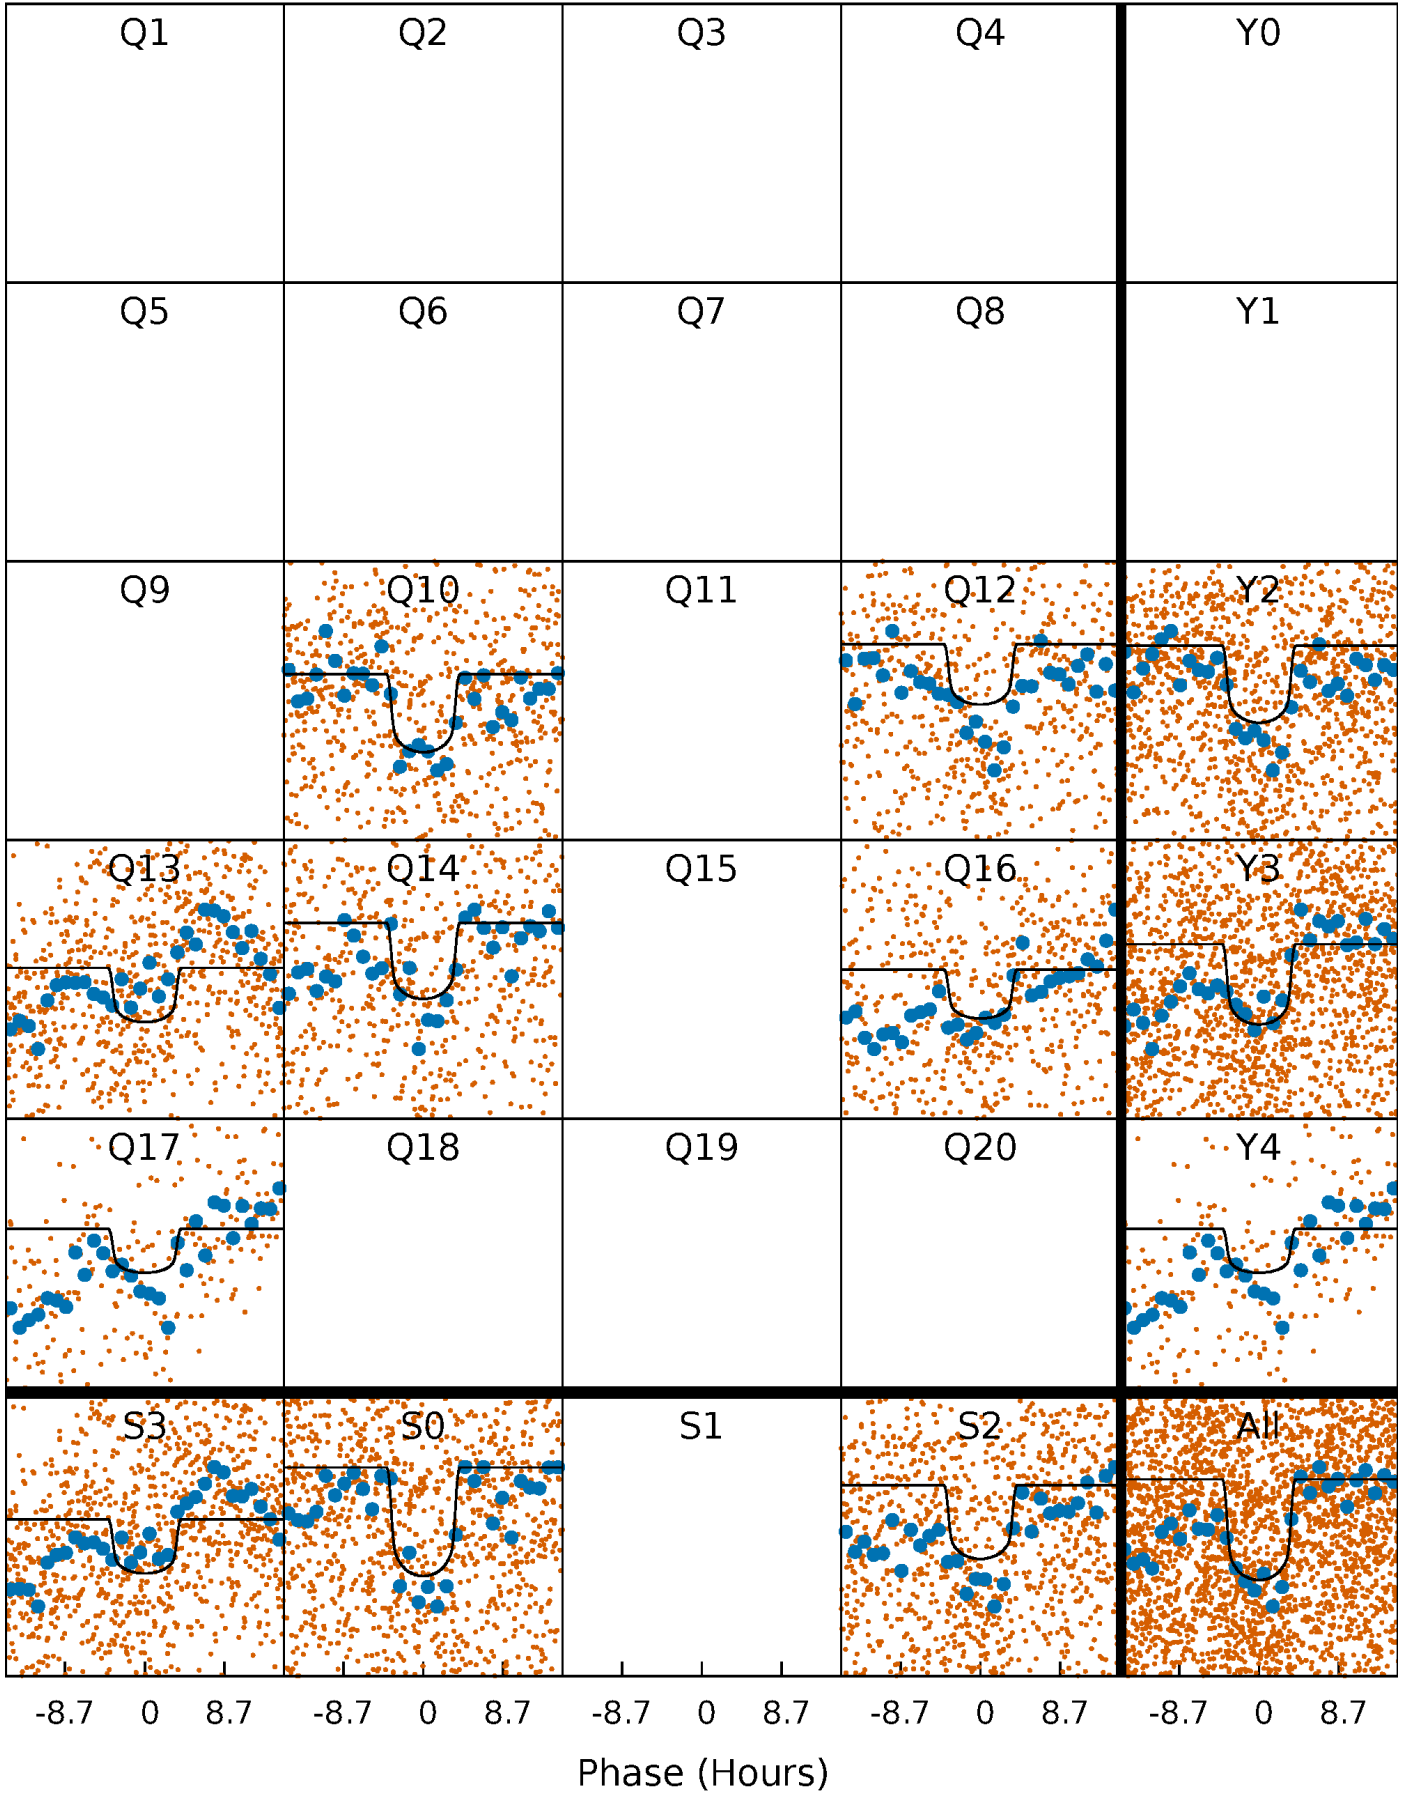 Q1 Q2 Q3 Q4 Y0
Q5 Q6 Q7 Q8 Y1
Q9 Q10 Q11 Q12 Y2
Q13 Q14 Q15 Q16 Y3
Q17 Q18 Q19 Q20 Y4
S3 S0 S1 S2 All
-8.7 0 8.7 -8.7 0 8.7 -8.7 0 8.7 -8.7 0 8.7 -8.7 0 8.7
Phase (Hours)